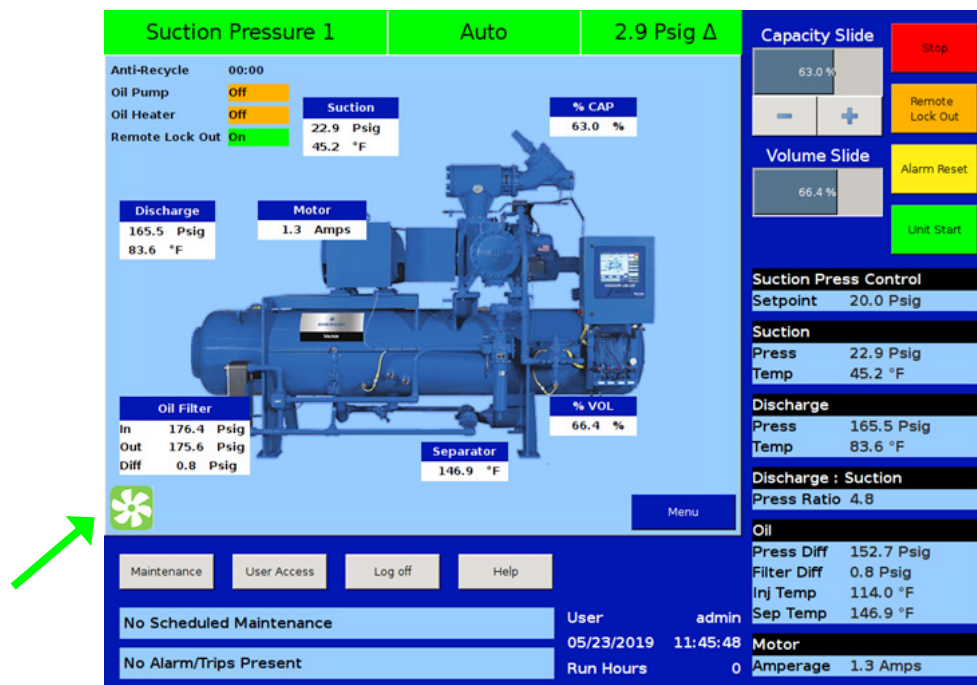 Suction Pressure 1
Auto
2.9 Psig Δ
Anti-Recycle 00:00
Oil Pump Off
Oil Heater Off
Remote Lock Out On
Suction
22.9 Psig
45.2 °F
% CAP
63.0 %
Discharge
165.5 Psig
83.6 °F
Motor
1.3 Amps
Oil Filter
In 176.4 Psig
Out 175.6 Psig
Diff 0.8 Psig
Separator
146.9 °F
% VOL
66.4 %
Menu
Maintenance
User Access
Log off
Help
No Scheduled Maintenance
No Alarm/Trips Present
User admin
05/23/2019 11:45:48
Run Hours 0
Capacity Slide
63.0 %
Volume Slide
66.4 %
Stop
Remote
Lock Out
Alarm Reset
Unit Start
Suction Press Control
Setpoint 20.0 Psig
Suction
Press 22.9 Psig
Temp 45.2 °F
Discharge
Press 165.5 Psig
Temp 83.6 °F
Discharge : Suction
Press Ratio 4.8
Oil
Press Diff 152.7 Psig
Filter Diff 0.8 Psig
Inj Temp 114.0 °F
Sep Temp 146.9 °F
Motor
Amperage 1.3 Amps